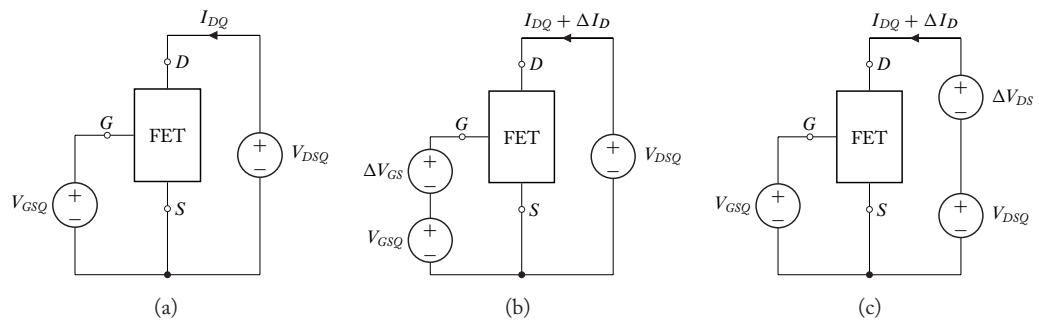 I_DQ
D
G
FET
V_DSQ
V_GSQ
S
(a)
I_DQ + ΔI_D
D
G
FET
ΔV_GS
V_DSQ
S
V_GSQ
(b)
I_DQ + ΔI_D
D
ΔV_DS
G
FET
V_GSQ
S
V_DSQ
(c)